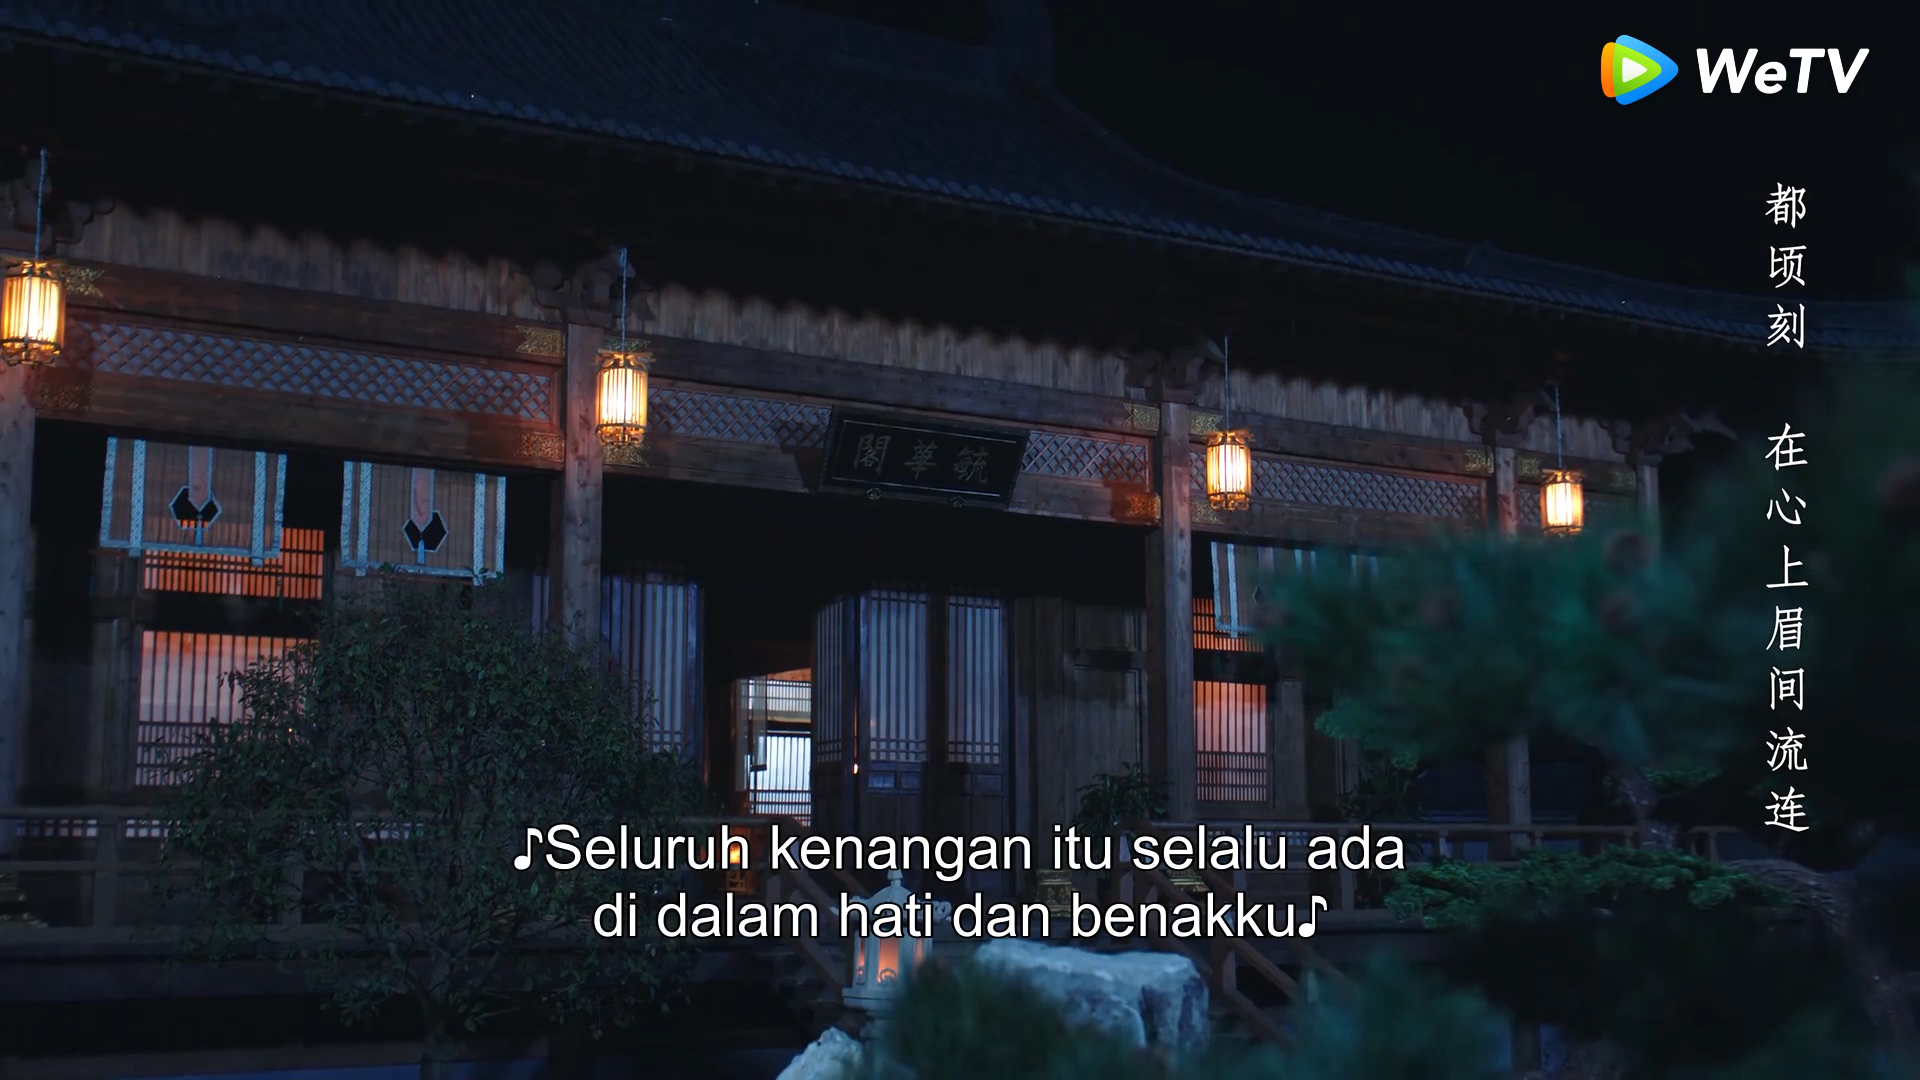 WeTV
都顷刻 在心上眉间流连
閣華毓
♪Seluruh kenangan itu selalu ada
di dalam hati dan benakku♪